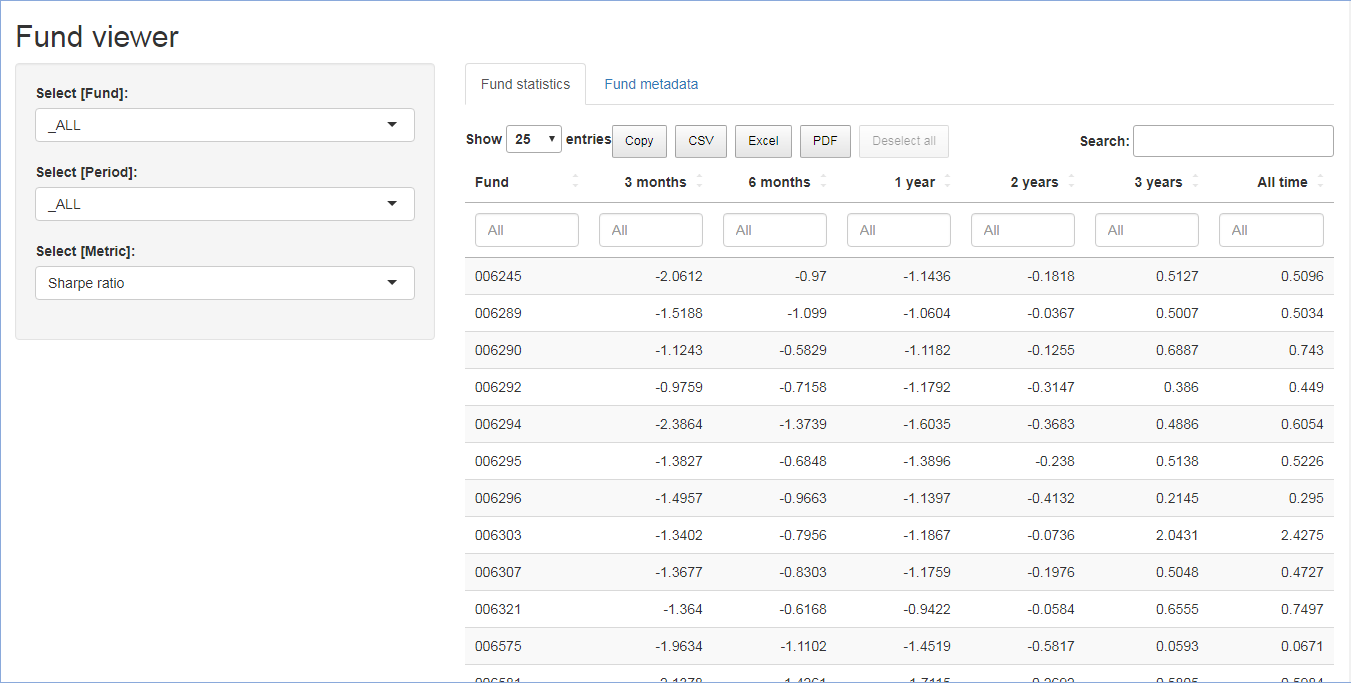 Fund viewer
Select [Fund]:
_ALL
Select [Period]:
_ALL
Select [Metric]:
Sharpe ratio
Fund statistics Fund metadata
Show 25 entries Copy CSV Excel PDF Deselect all Search:
Fund 3 months 6 months 1 year 2 years 3 years All time
All All All All All All All
006245 -2.0612 -0.97 -1.1436 -0.1818 0.5127 0.5096
006289 -1.5188 -1.099 -1.0604 -0.0367 0.5007 0.5034
006290 -1.1243 -0.5829 -1.1182 -0.1255 0.6887 0.743
006292 -0.9759 -0.7158 -1.1792 -0.3147 0.386 0.449
006294 -2.3864 -1.3739 -1.6035 -0.3683 0.4886 0.6054
006295 -1.3827 -0.6848 -1.3896 -0.238 0.5138 0.5226
006296 -1.4957 -0.9663 -1.1397 -0.4132 0.2145 0.295
006303 -1.3402 -0.7956 -1.1867 -0.0736 2.0431 2.4275
006307 -1.3677 -0.8303 -1.1759 -0.1976 0.5048 0.4727
006321 -1.364 -0.6168 -0.9422 -0.0584 0.6555 0.7497
006575 -1.9634 -1.1102 -1.4519 -0.5817 0.0593 0.0671